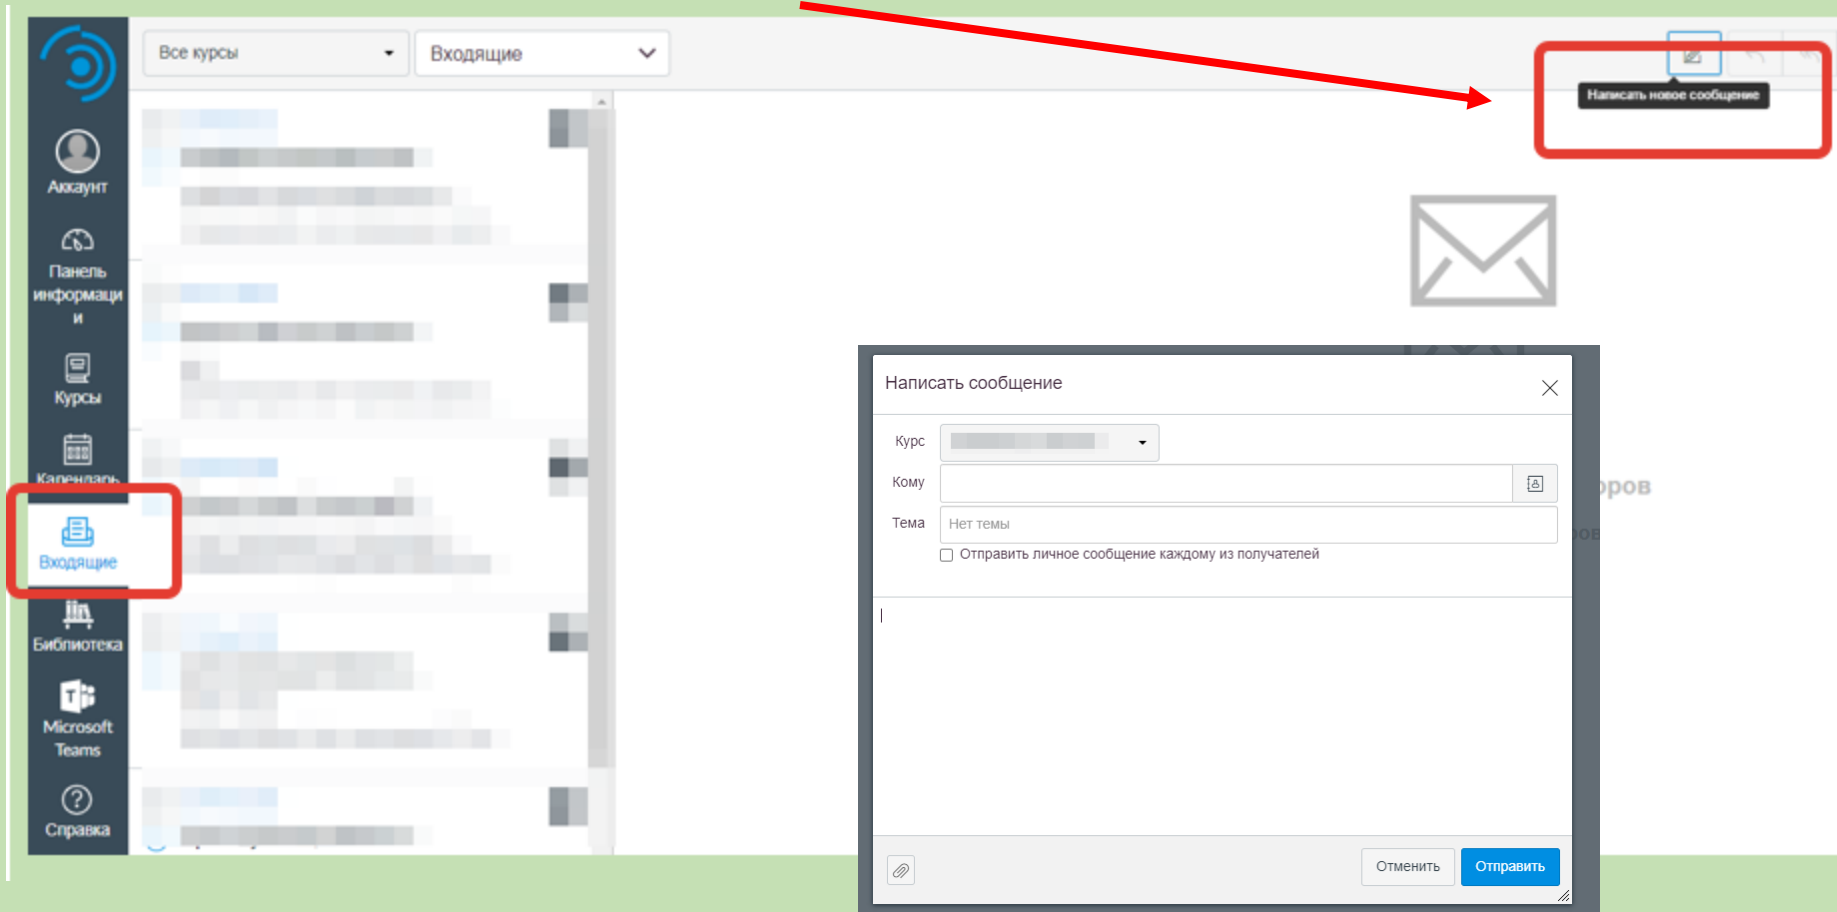 Все курсы
Входящие
Написать новое сообщение
Аккаунт
Панель
информаци
и
Курсы
Календарь
Входящие
Библиотека
Microsoft
Teams
Справка
Написать сообщение
Курс
Кому
Тема
Нет темы
Отправить личное сообщение каждому из получателей
Отменить
Отправить